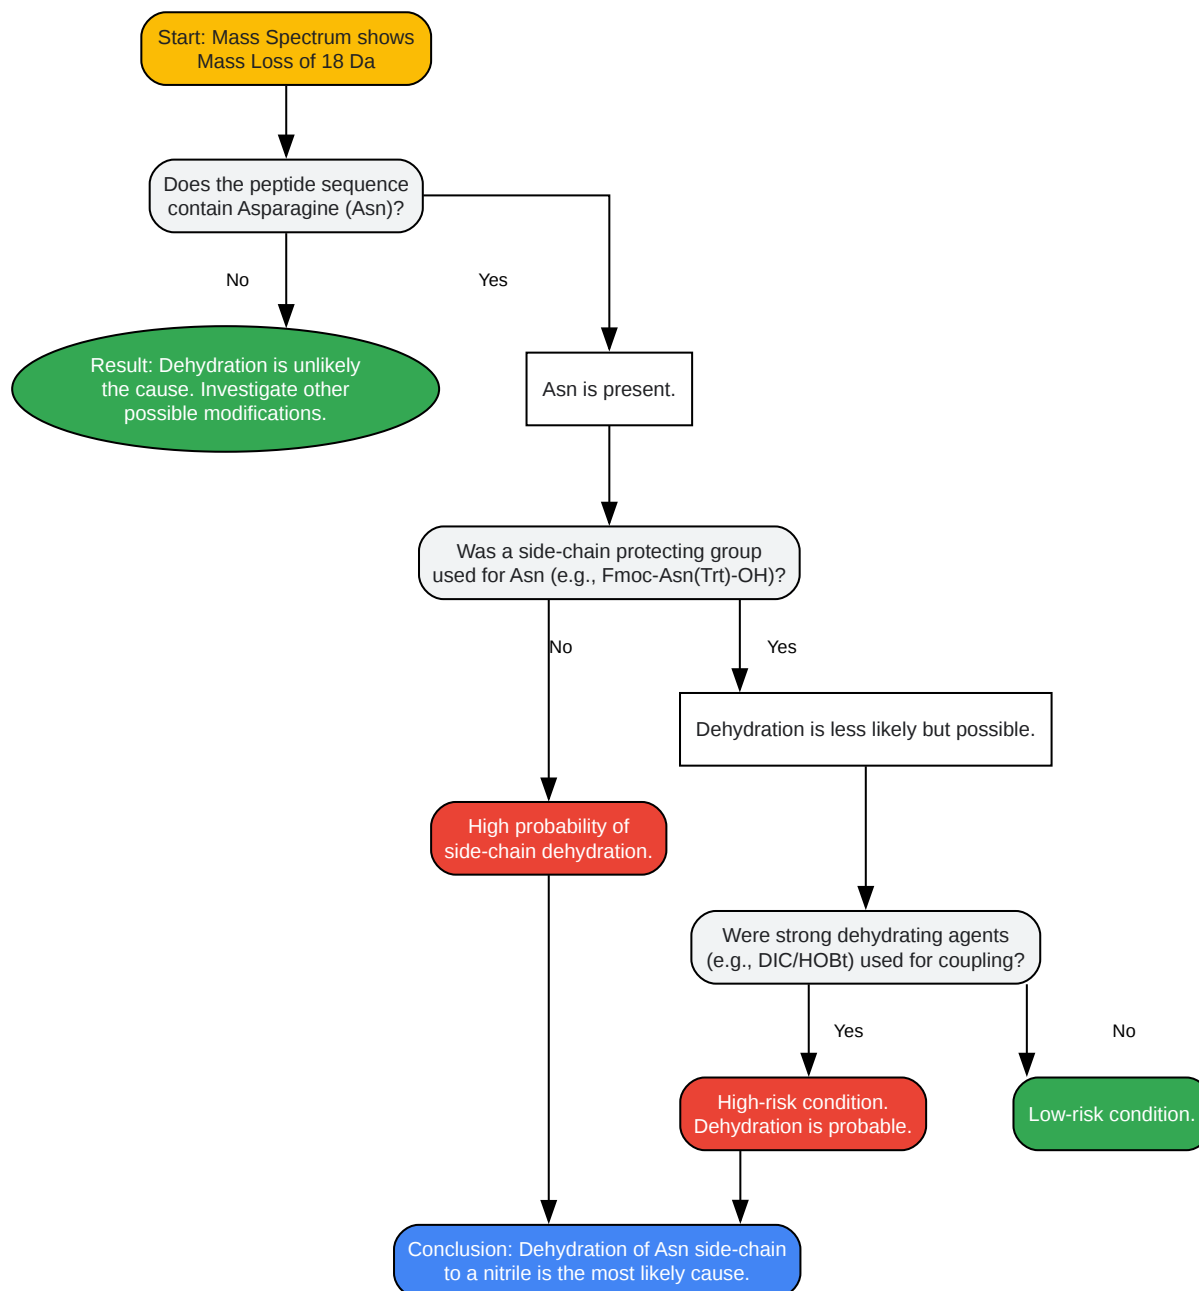 Start: Mass Spectrum shows
Mass Loss of 18 Da
Does the peptide sequence
contain Asparagine (Asn)?
No
Yes
Result: Dehydration is unlikely
the cause. Investigate other
possible modifications.
Asn is present.
Was a side-chain protecting group
used for Asn (e.g., Fmoc-Asn(Trt)-OH)?
No
Yes
Dehydration is less likely but possible.
High probability of
side-chain dehydration.
Were strong dehydrating agents
(e.g., DIC/HOBt) used for coupling?
Yes
No
High-risk condition.
Dehydration is probable.
Low-risk condition.
Conclusion: Dehydration of Asn side-chain
to a nitrile is the most likely cause.